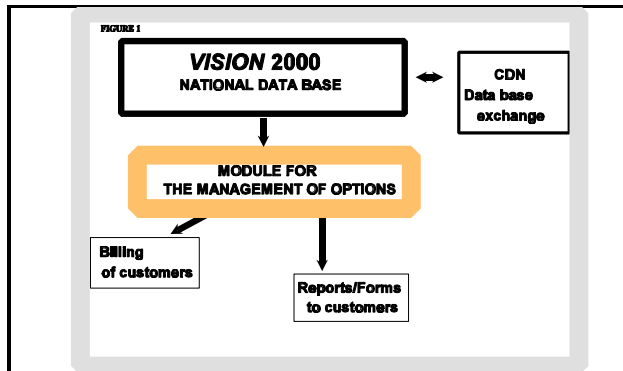 FIGURE 1
VISION 2000
NATIONAL DATA BASE
CDN
Data base
exchange
MODULE FOR
THE MANAGEMENT OF OPTIONS
Billing
of customers
Reports/Forms
to customers